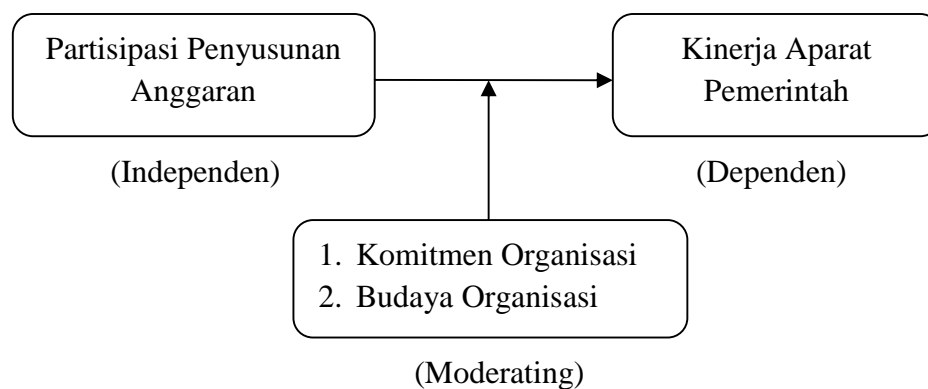 Partisipasi Penyusunan
Anggaran
Kinerja Aparat
Pemerintah
(Independen)
(Dependen)
1. Komitmen Organisasi
2. Budaya Organisasi
(Moderating)